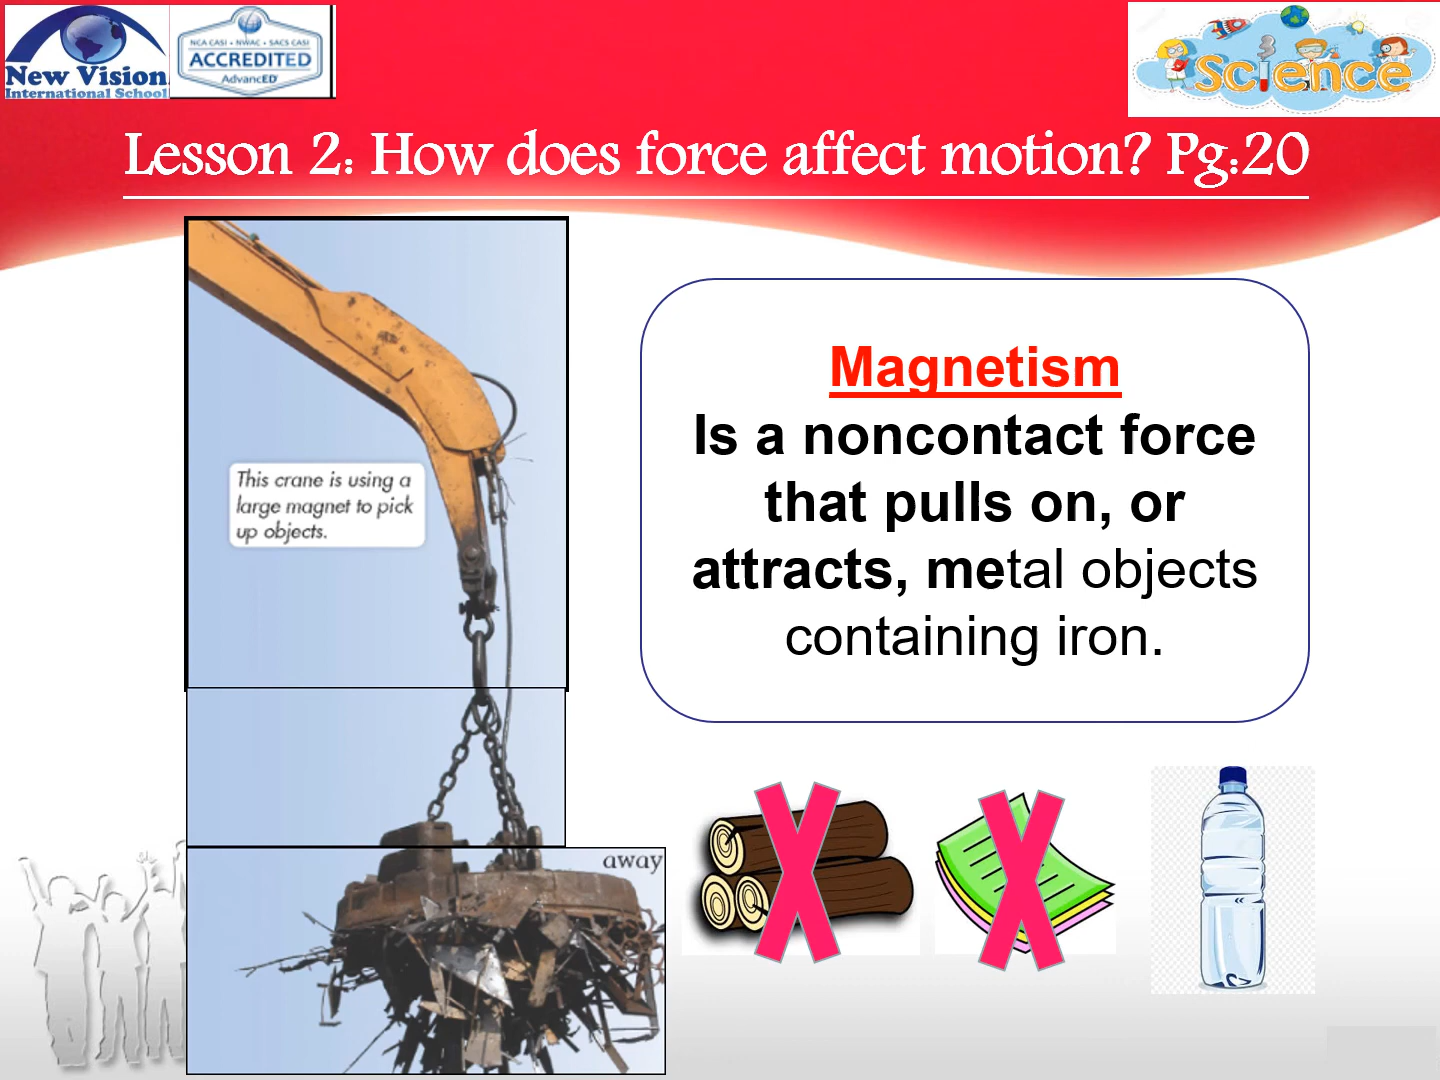 New Vision
International School
NCA CASI • NWAC • SACS CASI
ACCREDITED
AdvancED
Science
Lesson 2: How does force affect motion? Pg:20
This crane is using a
large magnet to pick
up objects.
Magnetism
Is a noncontact force
that pulls on, or
attracts, metal objects
containing iron.
away